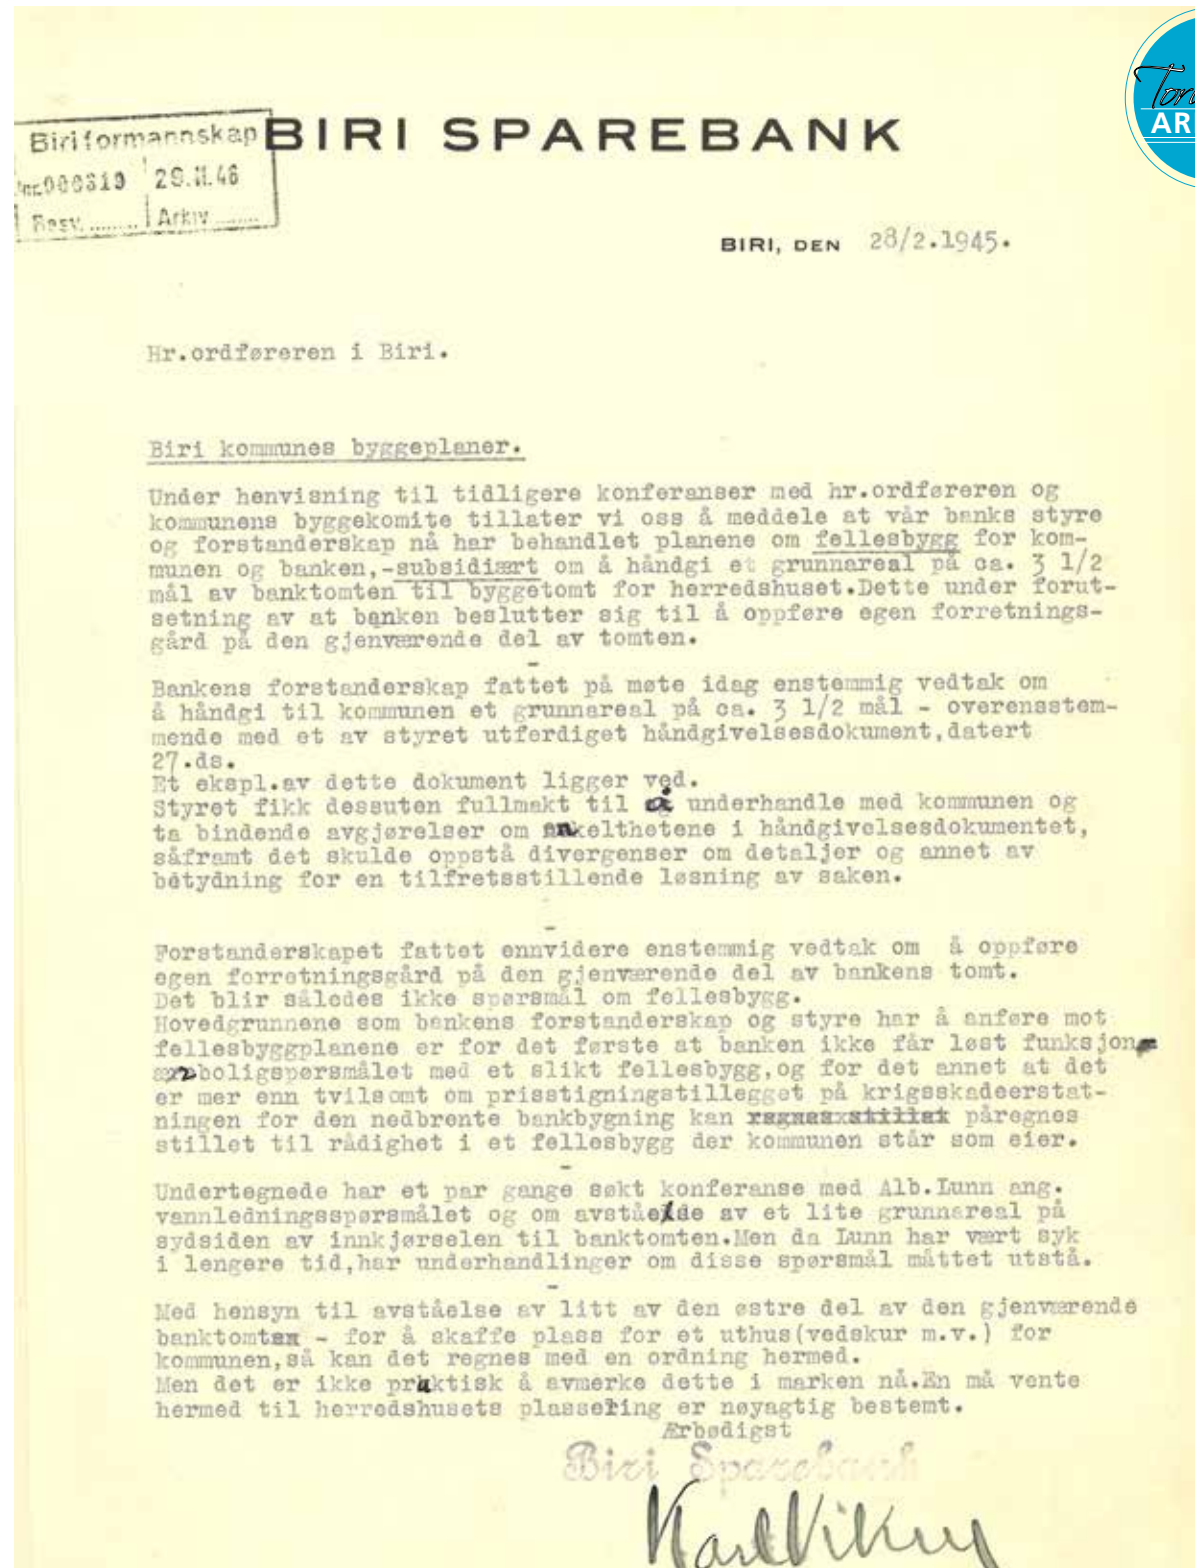 Biri formannskap
Jnr. 000310 29.II.46
Besv. ......... Arkiv .........
BIRI SPAREBANK
AR
BIRI, DEN 28/2.1945.
Hr.ordføreren i Biri.
Biri kommunes byggeplaner.
Under henvisning til tidligere konferanser med hr.ordføreren og
kommunens byggekomite tillater vi oss å meddele at vår banks styre
og forstanderskap nå har behandlet planene om fellesbygg for kom-
munen og banken,-subsidiært om å håndgi et grunnareal på ca. 3 1/2
mål av banktomten til byggetomt for herredshuset.Dette under forut-
setning av at banken beslutter sig til å oppføre egen forretnings-
gård på den gjenværende del av tomten.
-
Bankens forstanderskap fattet på møte idag enstemmig vedtak om
å håndgi til kommunen et grunnareal på ca. 3 1/2 mål - overensstem-
mende med et av styret utferdiget håndgivelsesdokument,datert
27.ds.
Et ekspl.av dette dokument ligger ved.
Styret fikk dessuten fullmakt til å underhandle med kommunen og
ta bindende avgjørelser om enkelthetene i håndgivelsesdokumentet,
såframt det skulde oppstå divergenser om detaljer og annet av
betydning for en tilfretsstillende løsning av saken.
-
Forstanderskapet fattet ennvidere enstemmig vedtak om å oppføre
egen forretningsgård på den gjenværende del av bankens tomt.
Det blir således ikke spørsmål om fellesbygg.
Hovedgrunnene som bankens forstanderskap og styre har å anføre mot
fellesbyggplanene er for det første at banken ikke får løst funksjon
ærboligspørsmålet med et slikt fellesbygg,og for det annet at det
er mer enn tvilsomt om prisstigningstillegget på krigsskadeerstat-
ningen for den nedbrente bankbygning kan regnes stillet påregnes
stillet til rådighet i et fellesbygg der kommunen står som eier.
-
Undertegnede har et par gange søkt konferanse med Alb.Lunn ang.
vannledningsspørsmålet og om avståelse av et lite grunnareal på
sydsiden av innkjørselen til banktomten.Men da Lunn har vært syk
i lengere tid,har underhandlinger om disse spørsmål måttet utstå.
-
Med hensyn til avståelse av litt av den østre del av den gjenværende
banktomten - for å skaffe plass for et uthus(vedskur m.v.) for
kommunen,så kan det regnes med en ordning hermed.
Men det er ikke praktisk å avmerke dette i marken nå.En må vente
hermed til herredshusets plassering er nøyagtig bestemt.
Ærbødigst
Biri Sparebank